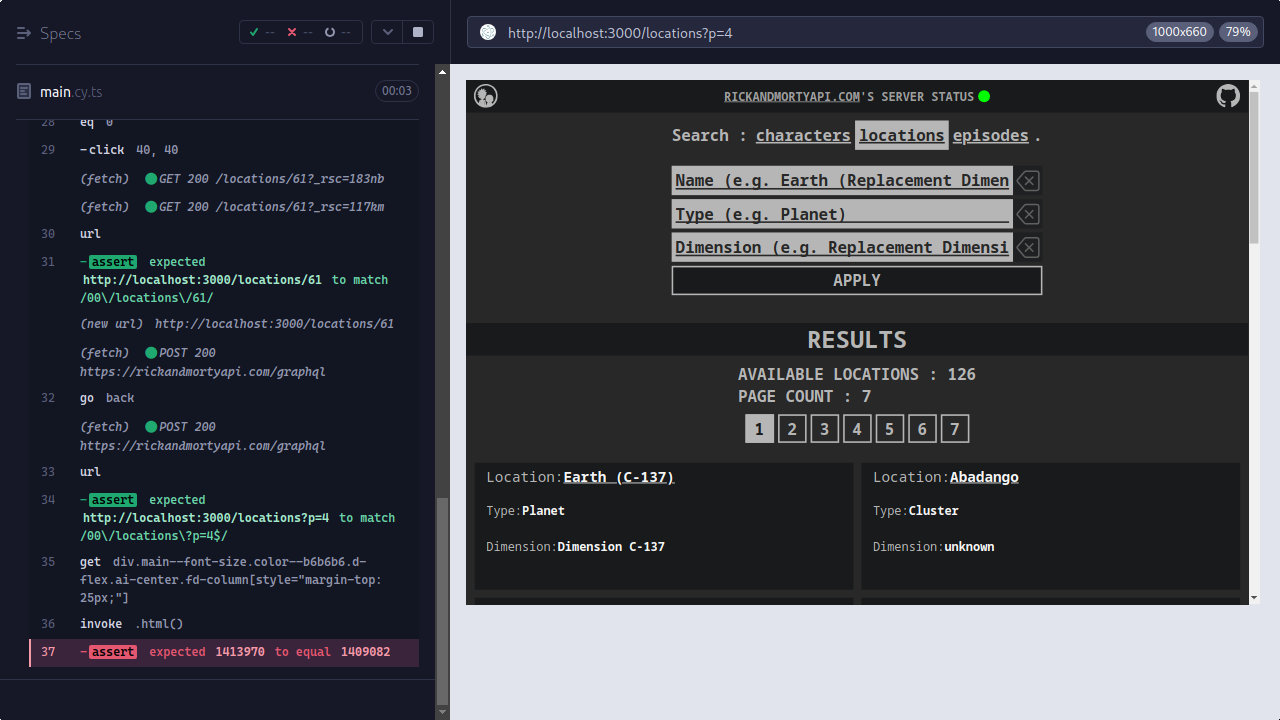 Specs
-- -- --
main.cy.ts
00:03
28 eq 0
29 -click 40, 40
(fetch) GET 200 /locations/61?_rsc=183nb
(fetch) GET 200 /locations/61?_rsc=117km
30 url
31 -assert expected
http://localhost:3000/locations/61 to match
/00\/locations\/61/
(new url) http://localhost:3000/locations/61
(fetch) POST 200
https://rickandmortyapi.com/graphql
32 go back
(fetch) POST 200
https://rickandmortyapi.com/graphql
33 url
34 -assert expected
http://localhost:3000/locations?p=4 to match
/00\/locations\?p=4$/
35 get div.main--font-size.color--b6b6b6.d-
flex.ai-center.fd-column[style="margin-top:
25px;"]
36 invoke .html()
37 -assert expected 1413970 to equal 1409082
http://localhost:3000/locations?p=4
1000x660 79%
RICKANDMORTYAPI.COM'S SERVER STATUS
Search : characters locations episodes .
Name (e.g. Earth (Replacement Dimen
Type (e.g. Planet)
Dimension (e.g. Replacement Dimensi
APPLY
RESULTS
AVAILABLE LOCATIONS : 126
PAGE COUNT : 7
1 2 3 4 5 6 7
Location:Earth (C-137)
Type:Planet
Dimension:Dimension C-137
Location:Abadango
Type:Cluster
Dimension:unknown